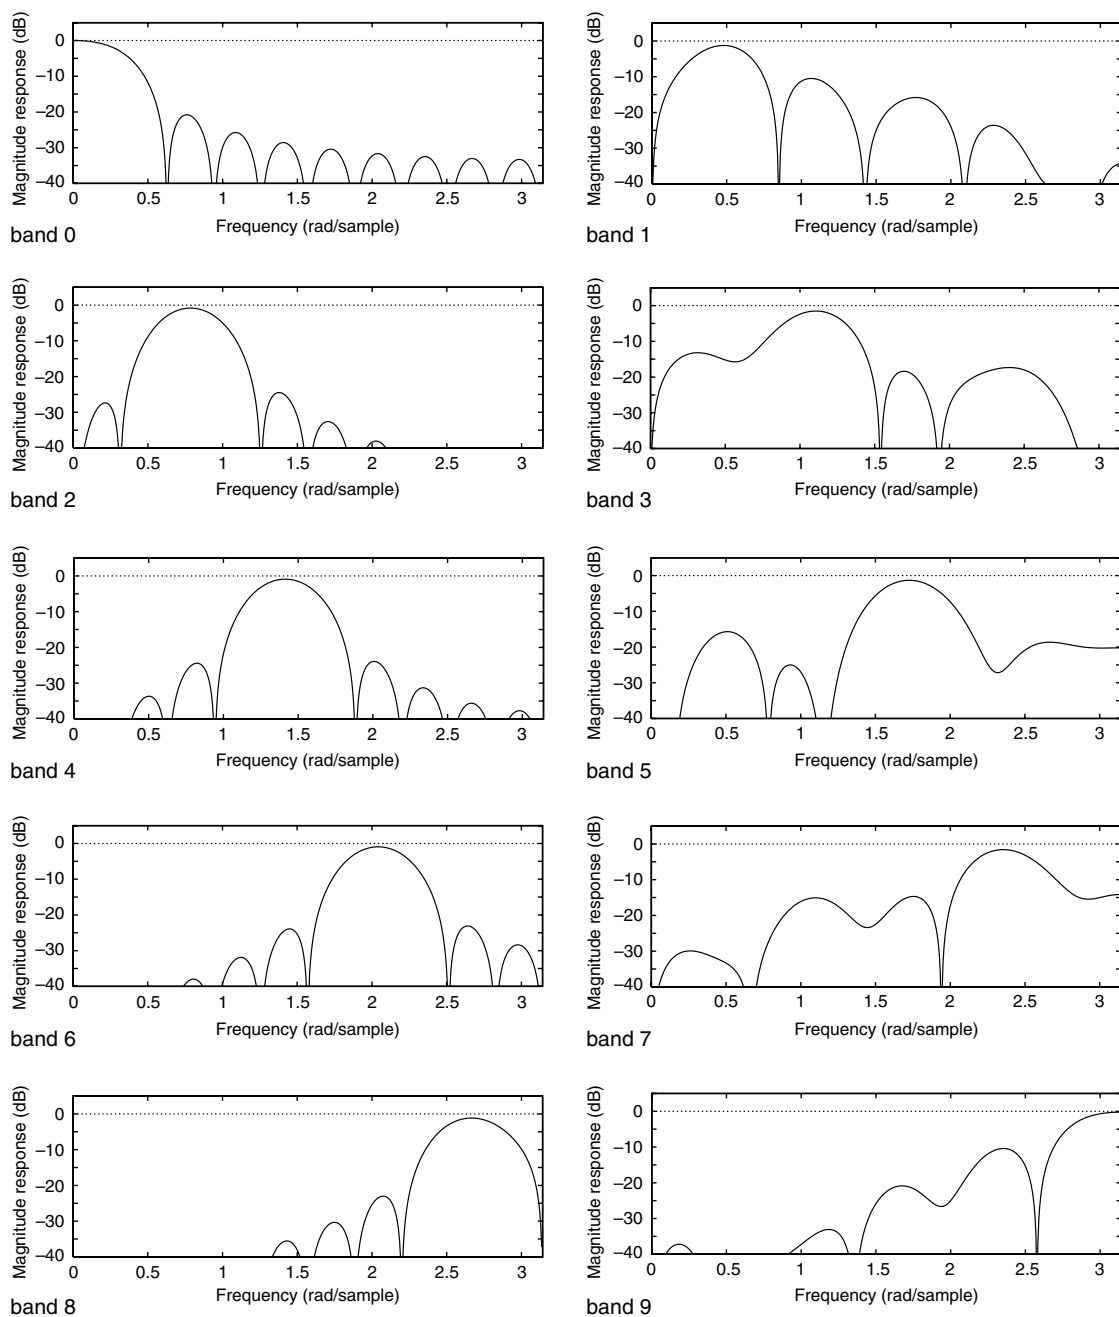 Magnitude response (dB)
0
–10
–20
–30
–40
0 0.5 1 1.5 2 2.5 3
Frequency (rad/sample)
band 0
Magnitude response (dB)
0
–10
–20
–30
–40
0 0.5 1 1.5 2 2.5 3
Frequency (rad/sample)
band 1
Magnitude response (dB)
0
–10
–20
–30
–40
0 0.5 1 1.5 2 2.5 3
Frequency (rad/sample)
band 2
Magnitude response (dB)
0
–10
–20
–30
–40
0 0.5 1 1.5 2 2.5 3
Frequency (rad/sample)
band 3
Magnitude response (dB)
0
–10
–20
–30
–40
0 0.5 1 1.5 2 2.5 3
Frequency (rad/sample)
band 4
Magnitude response (dB)
0
–10
–20
–30
–40
0 0.5 1 1.5 2 2.5 3
Frequency (rad/sample)
band 5
Magnitude response (dB)
0
–10
–20
–30
–40
0 0.5 1 1.5 2 2.5 3
Frequency (rad/sample)
band 6
Magnitude response (dB)
0
–10
–20
–30
–40
0 0.5 1 1.5 2 2.5 3
Frequency (rad/sample)
band 7
Magnitude response (dB)
0
–10
–20
–30
–40
0 0.5 1 1.5 2 2.5 3
Frequency (rad/sample)
band 8
Magnitude response (dB)
0
–10
–20
–30
–40
0 0.5 1 1.5 2 2.5 3
Frequency (rad/sample)
band 9